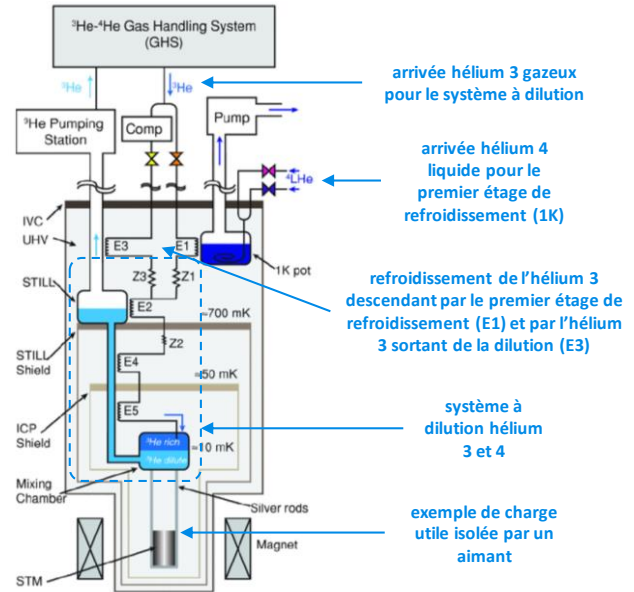 ³He-⁴He Gas Handling System
(GHS)
³He
³He
arrivée hélium 3 gazeux
pour le système à dilution
³He Pumping
Station
Comp
Pump
arrivée hélium 4
liquide pour le
premier étage de
refroidissement (1K)
⁴LHe
IVC
UHV
E3
E1
1K pot
Z3
Z1
refroidissement de l'hélium 3
descendant par le premier étage de
refroidissement (E1) et par l'hélium
3 sortant de la dilution (E3)
STILL
E2
≈700 mK
Z2
STILL
Shield
E4
≈50 mK
E5
ICP
Shield
système à
dilution hélium
3 et 4
³He rich
³He dilute
≈10 mK
Mixing
Chamber
Silver rods
exemple de charge
utile isolée par un
aimant
Magnet
STM